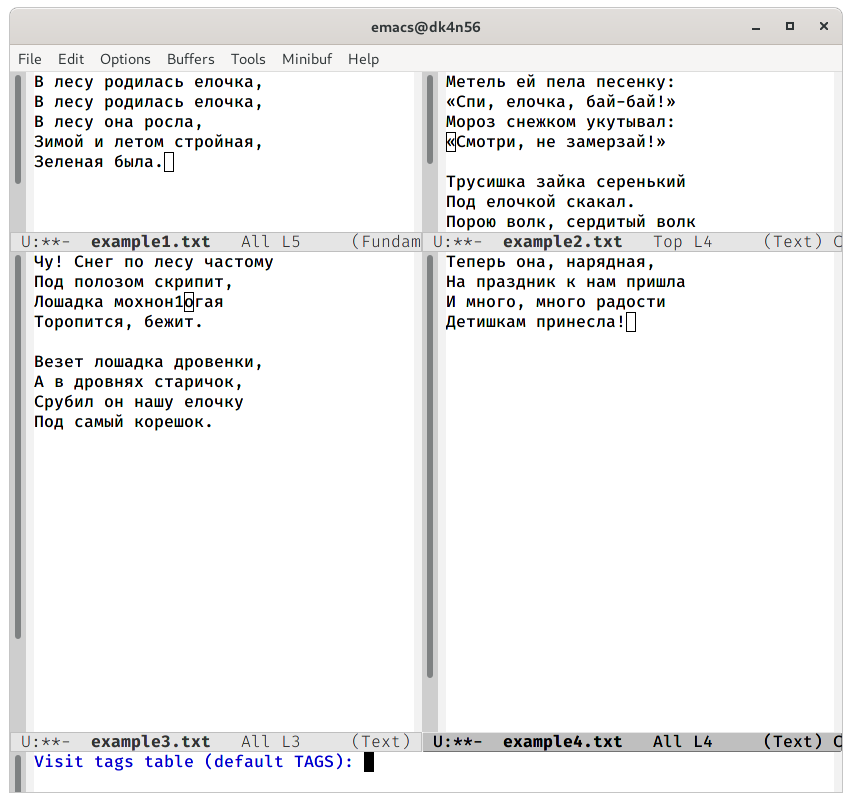 emacs@dk4n56
File Edit Options Buffers Tools Minibuf Help
В лесу родилась елочка,
В лесу родилась елочка,
В лесу она росла,
Зимой и летом стройная,
Зеленая была.
U:**- example1.txt All L5 (Fundam
Метель ей пела песенку:
«Спи, елочка, бай-бай!»
Мороз снежком укутывал:
«Смотри, не замерзай!»
Трусишка зайка серенький
Под елочкой скакал.
Порою волк, сердитый волк
U:**- example2.txt Top L4 (Text) C
Чу! Снег по лесу частому
Под полозом скрипит,
Лошадка мохнон1огая
Торопится, бежит.
Везет лошадка дровенки,
А в дровнях старичок,
Срубил он нашу елочку
Под самый корешок.
U:**- example3.txt All L3 (Text)
Теперь она, нарядная,
На праздник к нам пришла
И много, много радости
Детишкам принесла!
U:**- example4.txt All L4 (Text) C
Visit tags table (default TAGS):